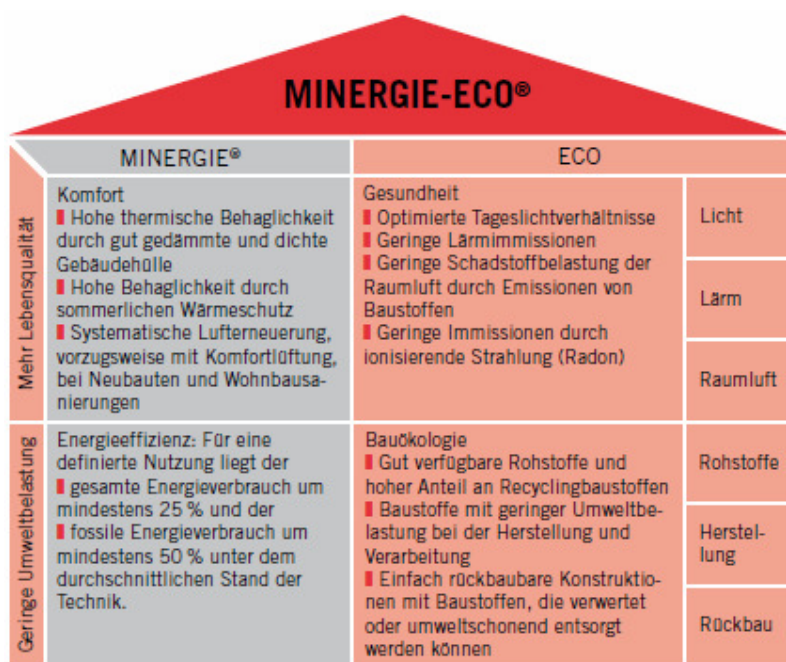 MINERGIE-ECO®
MINERGIE®
ECO
Mehr Lebensqualität
Komfort
Hohe thermische Behaglichkeit
durch gut gedämmte und dichte
Gebäudehülle
Hohe Behaglichkeit durch
sommerlichen Wärmeschutz
Systematische Lufterneuerung,
vorzugsweise mit Komfortlüftung,
bei Neubauten und Wohnbausa-
nierungen
Gesundheit
Optimierte Tageslichtverhältnisse
Geringe Lärmimmissionen
Geringe Schadstoffbelastung der
Raumluft durch Emissionen von
Baustoffen
Geringe Immissionen durch
ionisierende Strahlung (Radon)
Licht
Lärm
Raumluft
Geringe Umweltbelastung
Energieeffizienz: Für eine
definierte Nutzung liegt der
gesamte Energieverbrauch um
mindestens 25 % und der
fossile Energieverbrauch um
mindestens 50 % unter dem
durchschnittlichen Stand der
Technik.
Bauökologie
Gut verfügbare Rohstoffe und
hoher Anteil an Recyclingbaustoffen
Baustoffe mit geringer Umweltbe-
lastung bei der Herstellung und
Verarbeitung
Einfach rückbaubare Konstruktio-
nen mit Baustoffen, die verwertet
oder umweltschonend entsorgt
werden können
Rohstoffe
Herstel-
lung
Rückbau